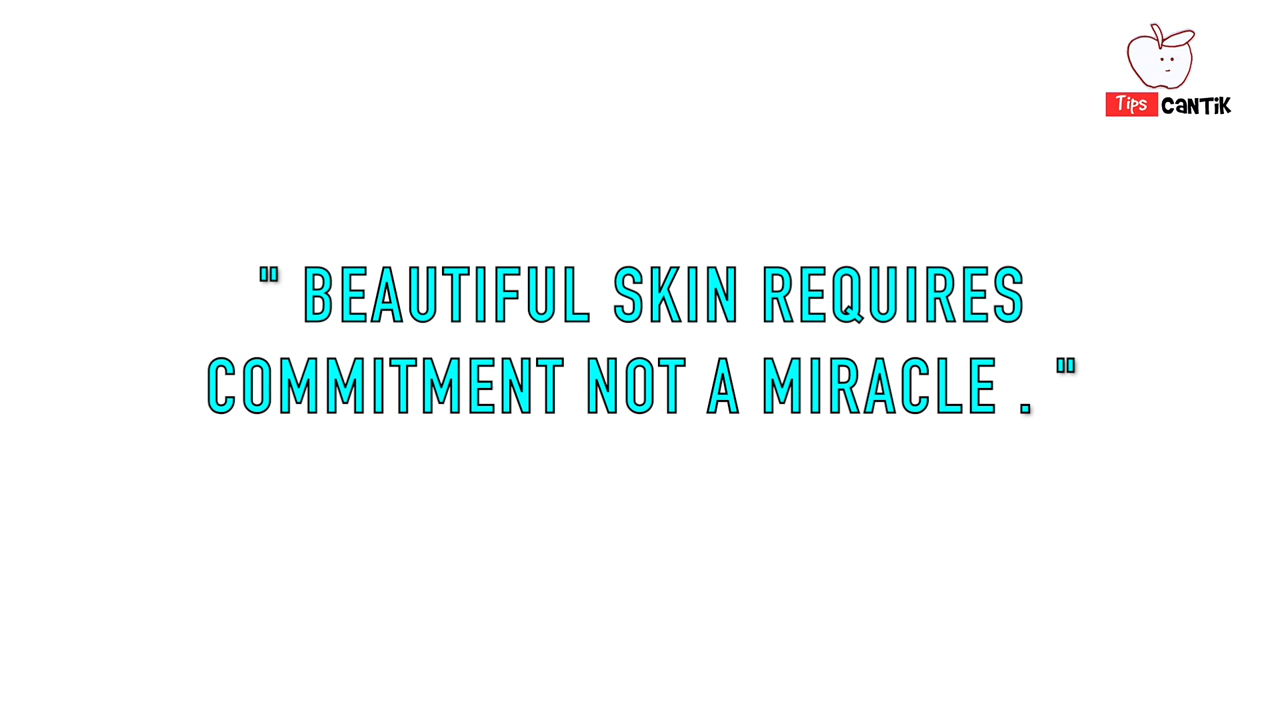 Tips CANTiK
" BEAUTIFUL SKIN REQUIRES
COMMITMENT NOT A MIRACLE . "